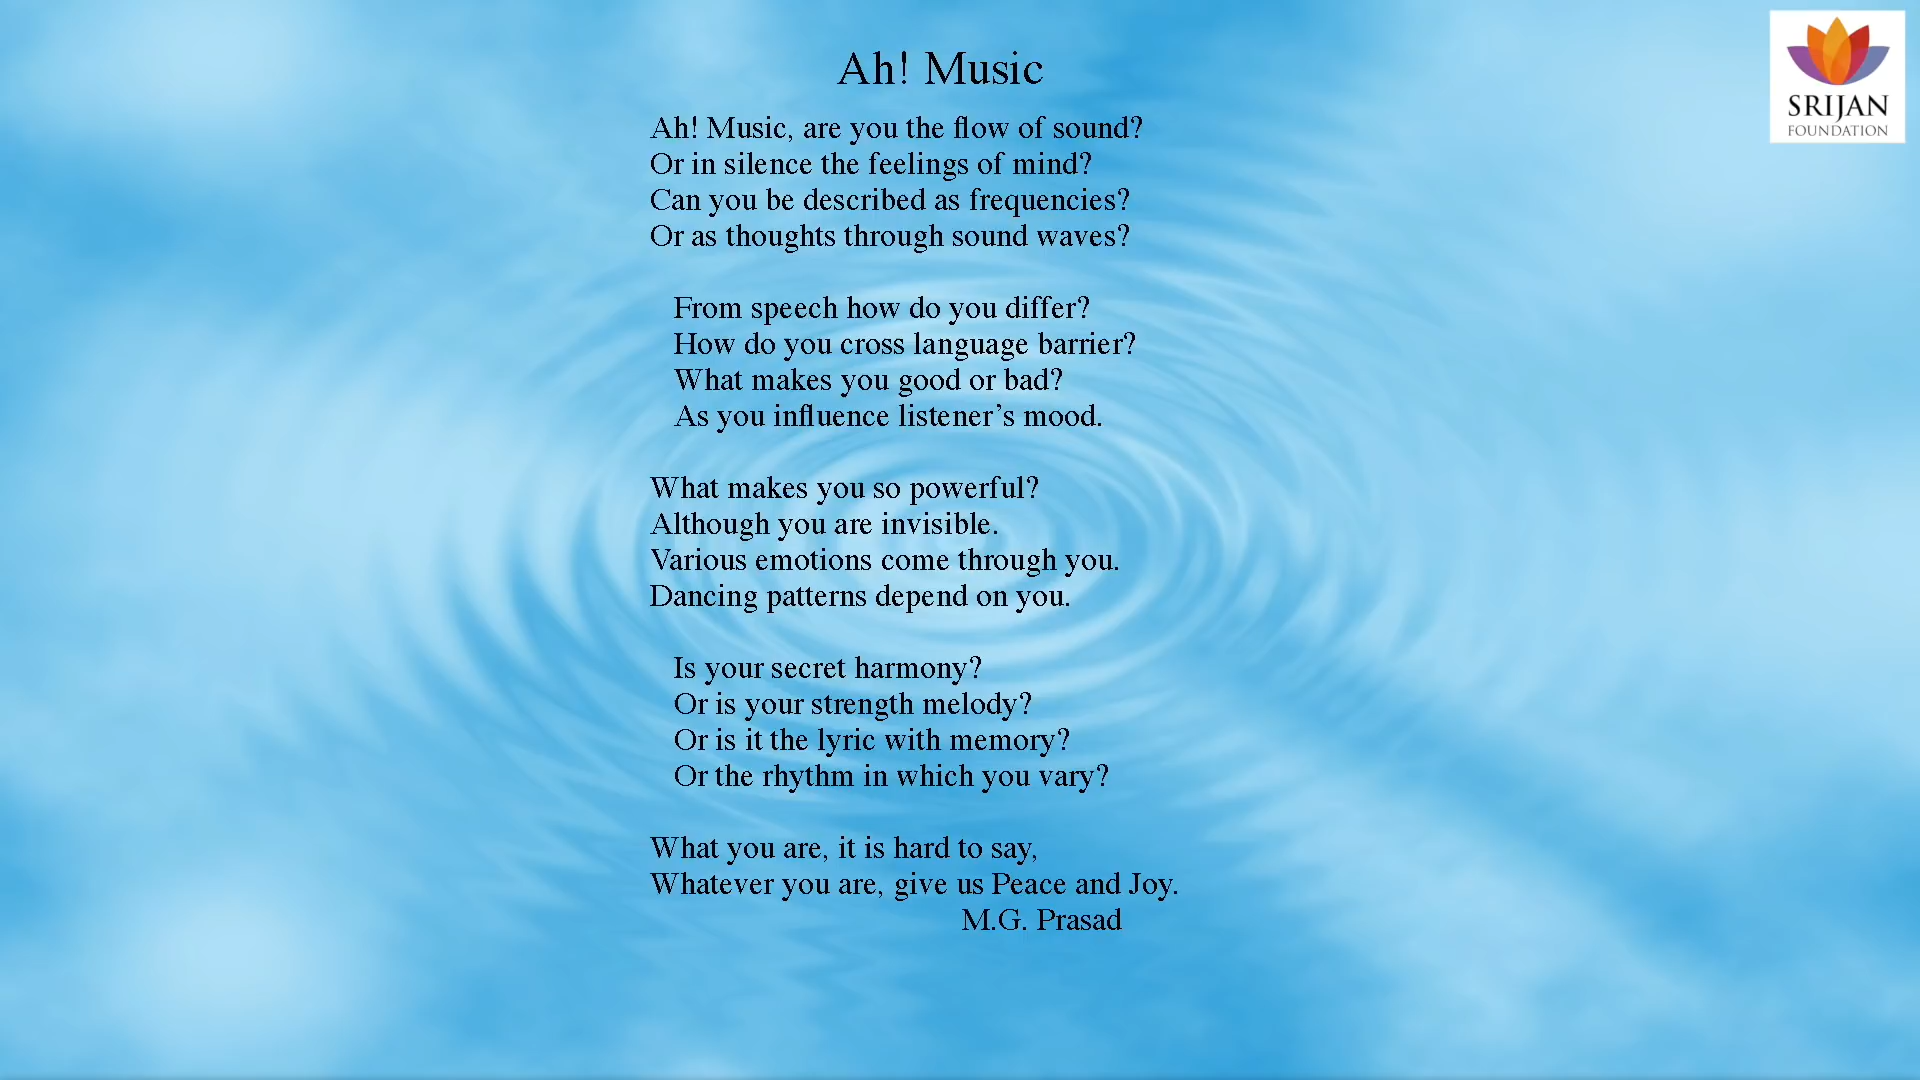 Ah! Music
SRIJAN
FOUNDATION
Ah! Music, are you the flow of sound?
Or in silence the feelings of mind?
Can you be described as frequencies?
Or as thoughts through sound waves?
From speech how do you differ?
How do you cross language barrier?
What makes you good or bad?
As you influence listener’s mood.
What makes you so powerful?
Although you are invisible.
Various emotions come through you.
Dancing patterns depend on you.
Is your secret harmony?
Or is your strength melody?
Or is it the lyric with memory?
Or the rhythm in which you vary?
What you are, it is hard to say,
Whatever you are, give us Peace and Joy.
M.G. Prasad